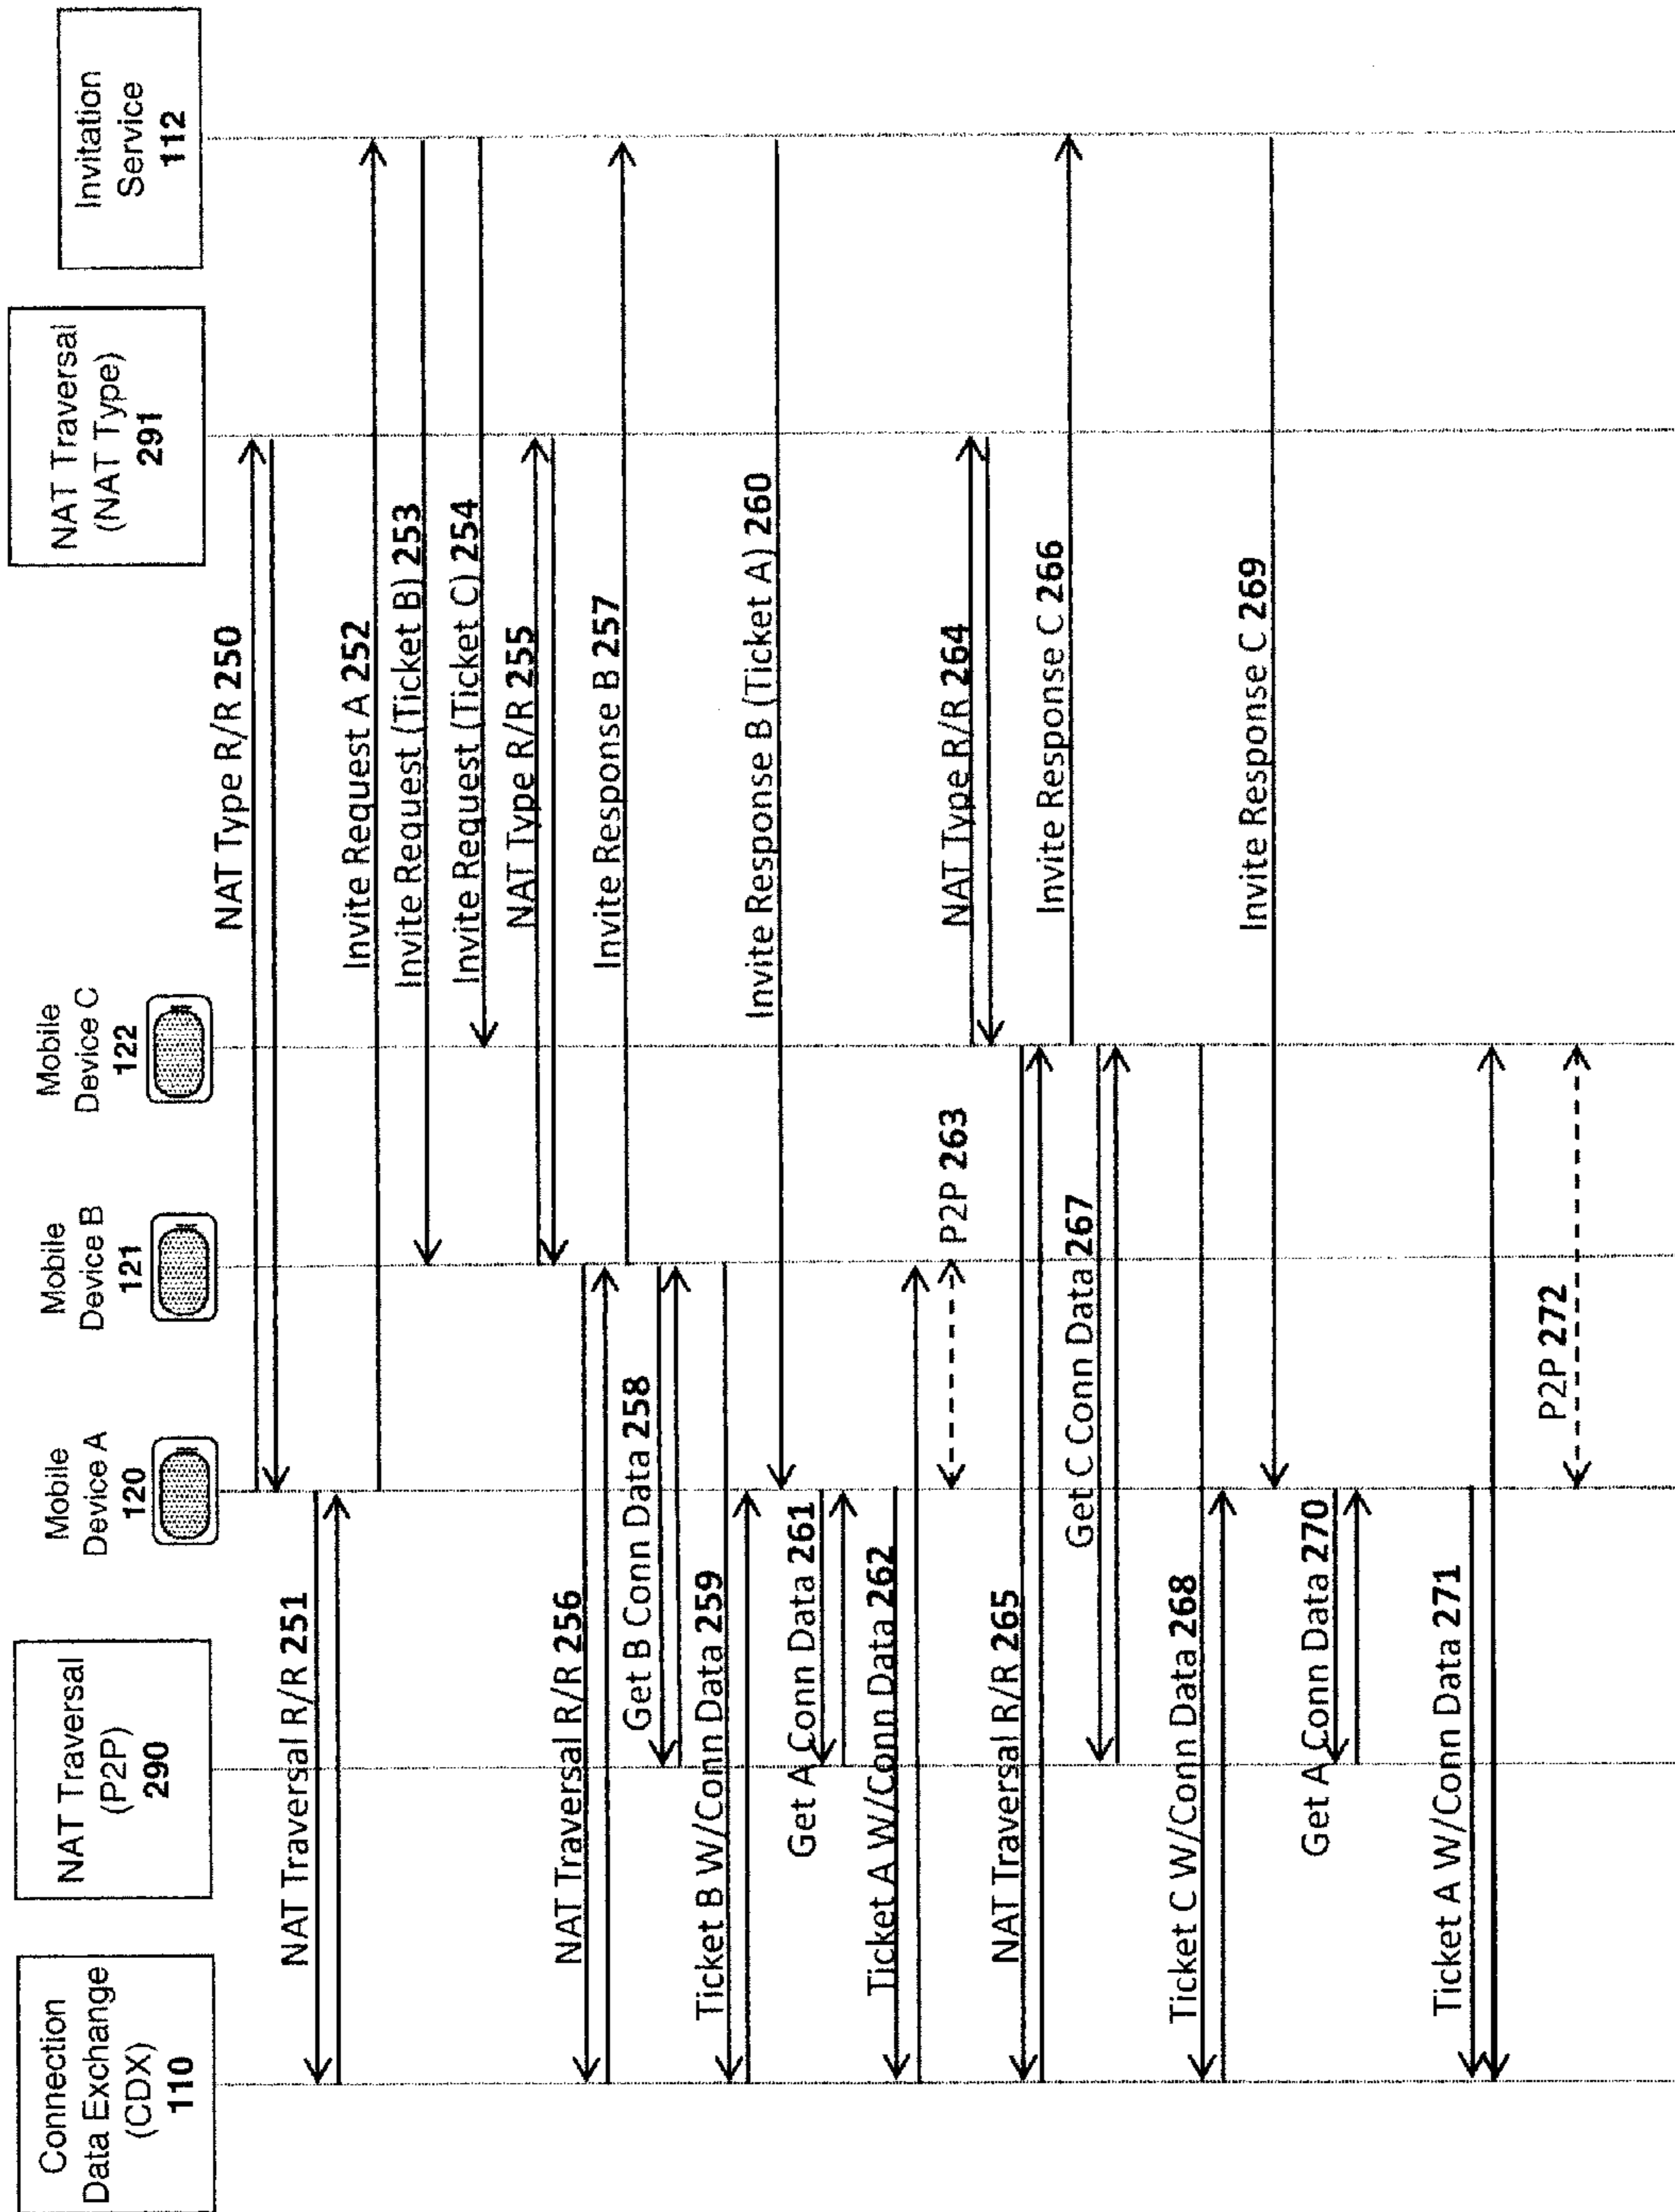 Connection
Data Exchange
(CDX)
110
NAT Traversal
(P2P)
290
Mobile
Device A
120
Mobile
Device B
121
Mobile
Device C
122
NAT Traversal
(NAT Type)
291
Invitation
Service
112
NAT Type R/R 250
NAT Traversal R/R 251
Invite Request A 252
Invite Request (Ticket B) 253
Invite Request (Ticket C) 254
NAT Type R/R 255
NAT Traversal R/R 256
Invite Response B 257
Get B Conn Data 258
Ticket B W/Conn Data 259
Invite Response B (Ticket A) 260
Get A Conn Data 261
Ticket A W/Conn Data 262
P2P 263
NAT Type R/R 264
NAT Traversal R/R 265
Invite Response C 266
Get C Conn Data 267
Ticket C W/Conn Data 268
Invite Response C 269
Get A Conn Data 270
Ticket A W/Conn Data 271
P2P 272